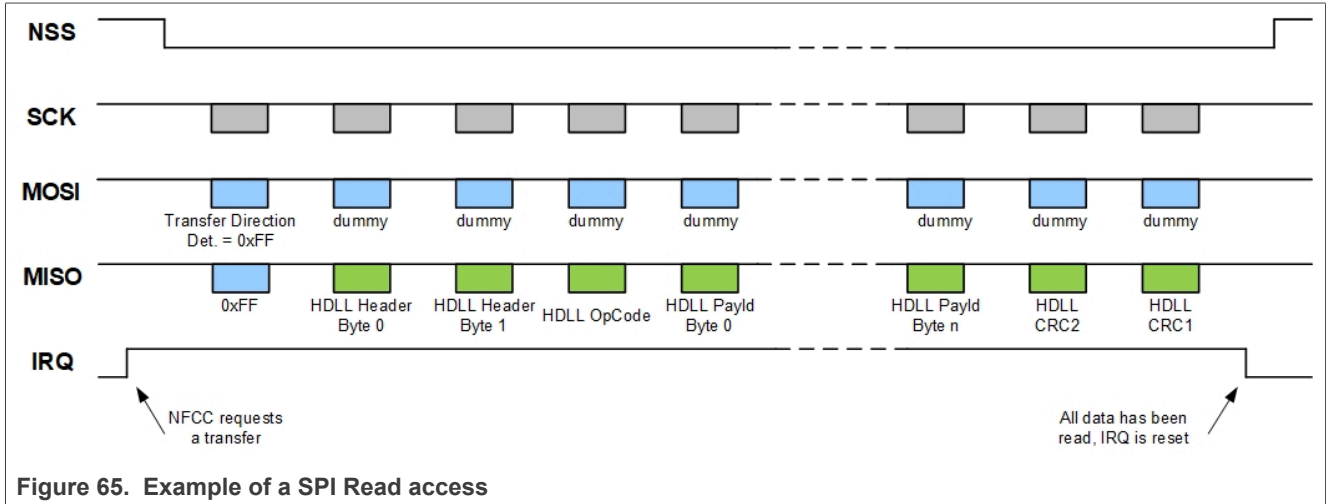 NSS
SCK
MOSI
Transfer Direction
Det. = 0xFF
dummy
dummy
dummy
dummy
dummy
dummy
dummy
MISO
0xFF
HDLL Header
Byte 0
HDLL Header
Byte 1
HDLL OpCode
HDLL Payld
Byte 0
HDLL Payld
Byte n
HDLL
CRC2
HDLL
CRC1
IRQ
NFCC requests
a transfer
All data has been
read, IRQ is reset
Figure 65. Example of a SPI Read access